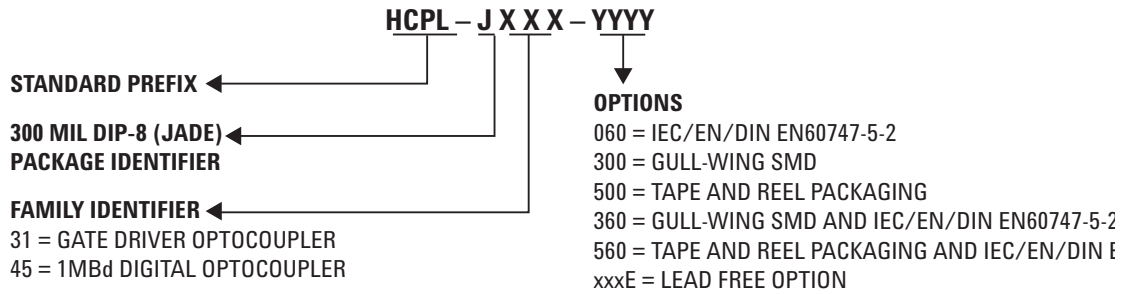 HCPL – J X X X – YYYY
STANDARD PREFIX
300 MIL DIP-8 (JADE)
PACKAGE IDENTIFIER
FAMILY IDENTIFIER
31 = GATE DRIVER OPTOCOUPLER
45 = 1MBd DIGITAL OPTOCOUPLER
OPTIONS
060 = IEC/EN/DIN EN60747-5-2
300 = GULL-WING SMD
500 = TAPE AND REEL PACKAGING
360 = GULL-WING SMD AND IEC/EN/DIN EN60747-5-2
560 = TAPE AND REEL PACKAGING AND IEC/EN/DIN
xxxE = LEAD FREE OPTION